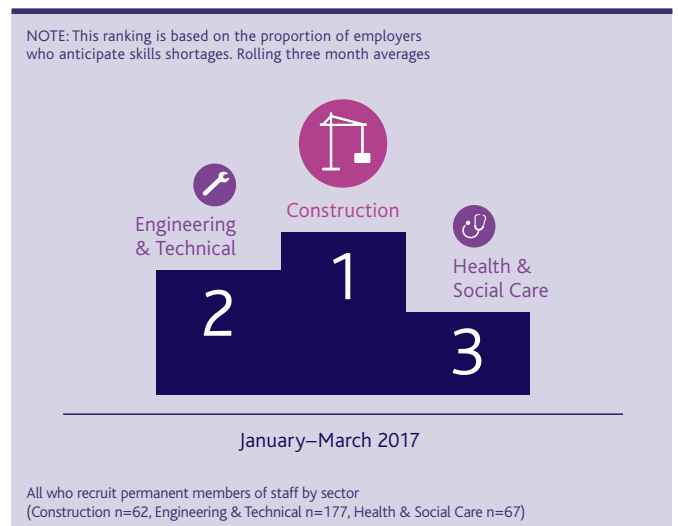 NOTE: This ranking is based on the proportion of employers
who anticipate skills shortages. Rolling three month averages
Construction
Engineering
& Technical
Health &
Social Care
1
2
3
January–March 2017
All who recruit permanent members of staff by sector
(Construction n=62, Engineering & Technical n=177, Health & Social Care n=67)